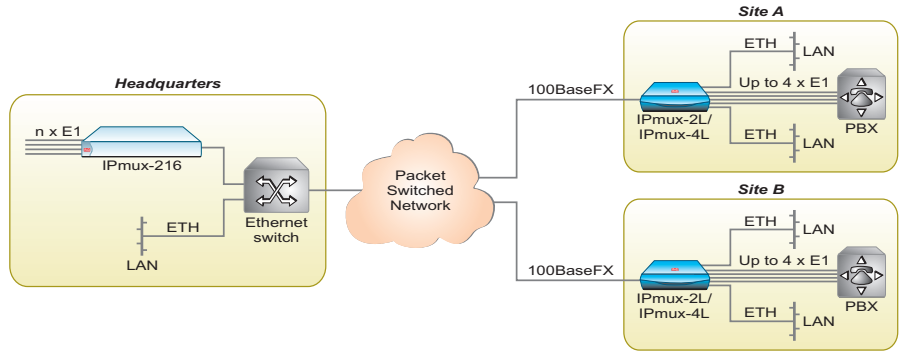 Headquarters
n x E1
IPmux-216
ETH
LAN
Ethernet
switch
Packet
Switched
Network
100BaseFX
100BaseFX
Site A
ETH
LAN
Up to 4 x E1
IPmux-2L/
IPmux-4L
PBX
ETH
LAN
Site B
ETH
LAN
Up to 4 x E1
IPmux-2L/
IPmux-4L
PBX
ETH
LAN